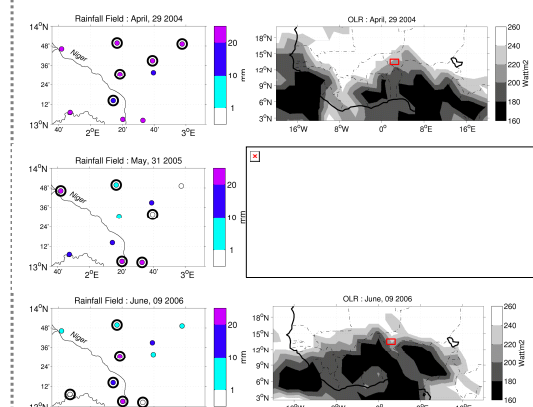 Rainfall Field : April, 29 2004
14°N
48'
36'
24'
12'
13°N
Niger
40'
2°E
20'
40'
3°E
20
10
1
mm
OLR : April, 29 2004
18°N
15°N
12°N
9°N
6°N
3°N
16°W
8°W
0°
8°E
16°E
260
240
220
200
180
160
Watt/m2
Rainfall Field : May, 31 2005
14°N
48'
36'
24'
12'
13°N
Niger
40'
2°E
20'
40'
3°E
20
10
1
mm
Rainfall Field : June, 09 2006
14°N
48'
36'
24'
12'
Niger
20
10
1
mm
OLR : June, 09 2006
18°N
15°N
12°N
9°N
6°N
3°N
260
240
220
200
180
160
Watt/m2